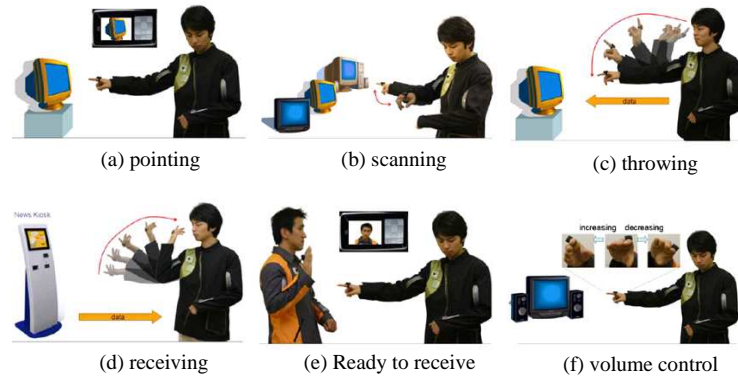 data
(a) pointing
(b) scanning
(c) throwing
News Kiosk
increasing decreasing
data
(d) receiving
(e) Ready to receive
(f) volume control